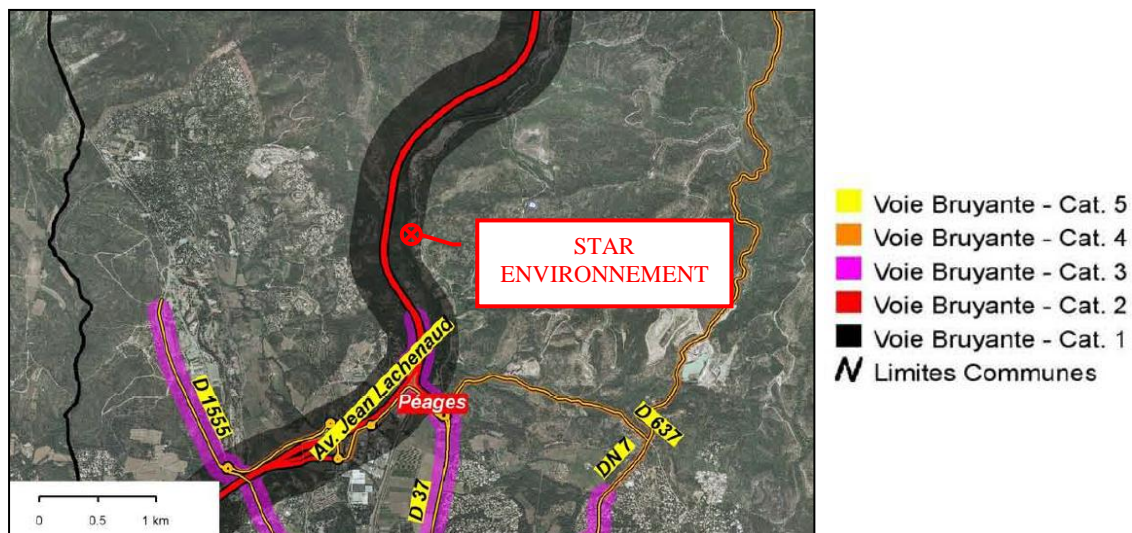 STAR
ENVIRONNEMENT
Av. Jean Lachenaud
Péages
D 1555
D 37
D 637
DN 7
0 0.5 1 km
Voie Bruyante - Cat. 5
Voie Bruyante - Cat. 4
Voie Bruyante - Cat. 3
Voie Bruyante - Cat. 2
Voie Bruyante - Cat. 1
Limites Communes